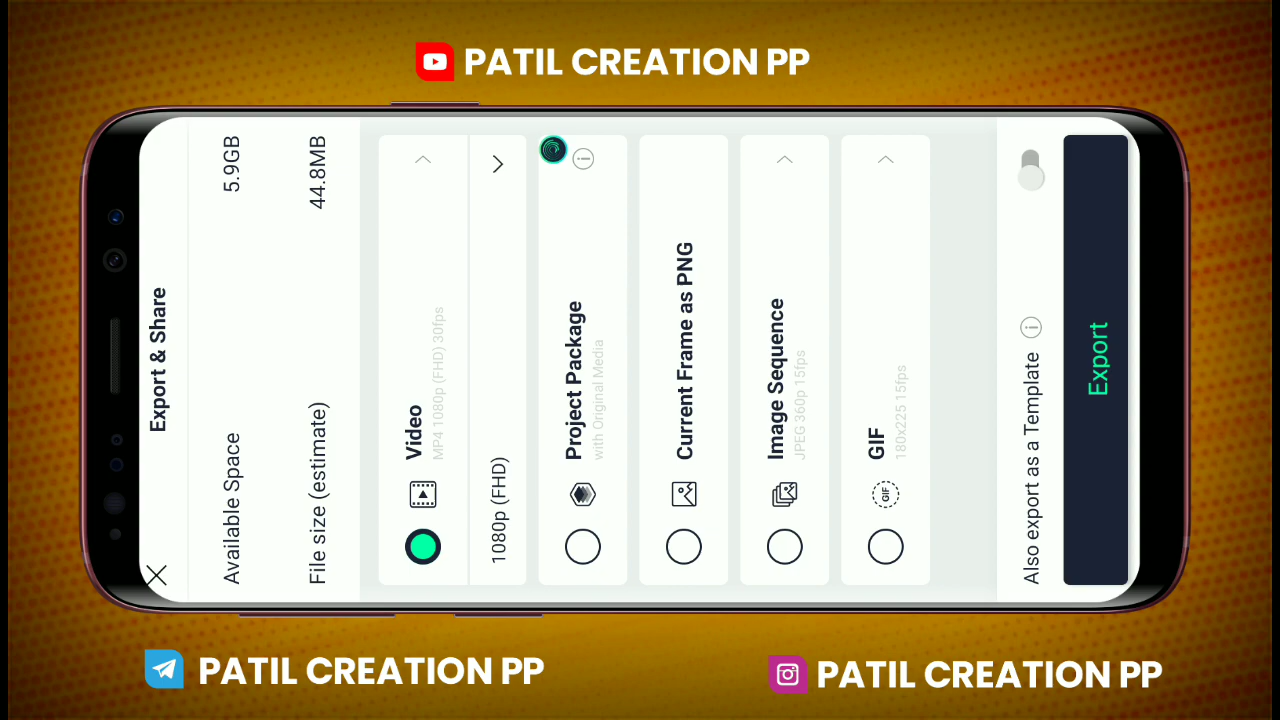 PATIL CREATION PP
Export & Share
Available Space 5.9GB
File size (estimate) 44.8MB
Video
MP4 1080p (FHD) 30fps
1080p (FHD)
Project Package
with Original Media
Current Frame as PNG
Image Sequence
JPEG 360p 15fps
GIF
GIF
180x225 15fps
Also export as a Template
Export
PATIL CREATION PP
PATIL CREATION PP